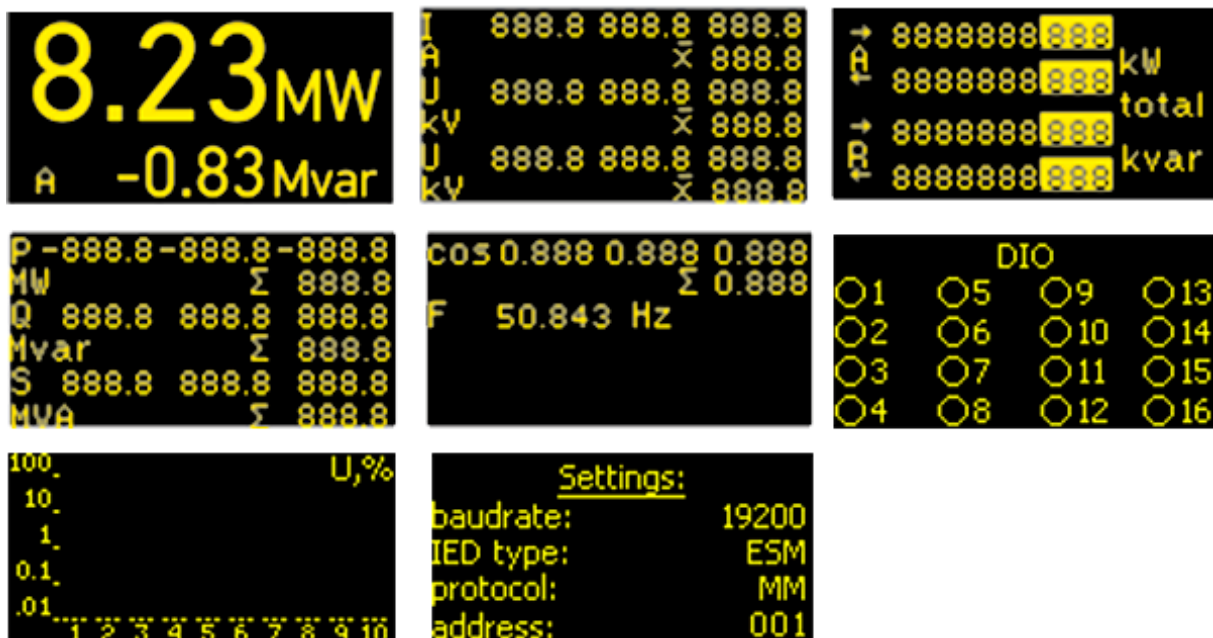 8.23 MW
A -0.83 Mvar
I 888.8 888.8 888.8
A x̄ 888.8
U 888.8 888.8 888.8
kV x̄ 888.8
U 888.8 888.8 888.8
kV x̄ 888.8
→ 8888888888
A kW
← 8888888888
total
→ 8888888888
R kvar
← 8888888888
P -888.8 -888.8 -888.8
MW Σ 888.8
Q 888.8 888.8 888.8
Mvar Σ 888.8
S 888.8 888.8 888.8
MVA Σ 888.8
cos 0.888 0.888 0.888
Σ 0.888
F 50.843 Hz
DIO
1 5 9 13
2 6 10 14
3 7 11 15
4 8 12 16
100 U,%
10
1
0.1
.01
1 2 3 4 5 6 7 8 9 10
Settings:
baudrate: 19200
IED type: ESM
protocol: MM
address: 001